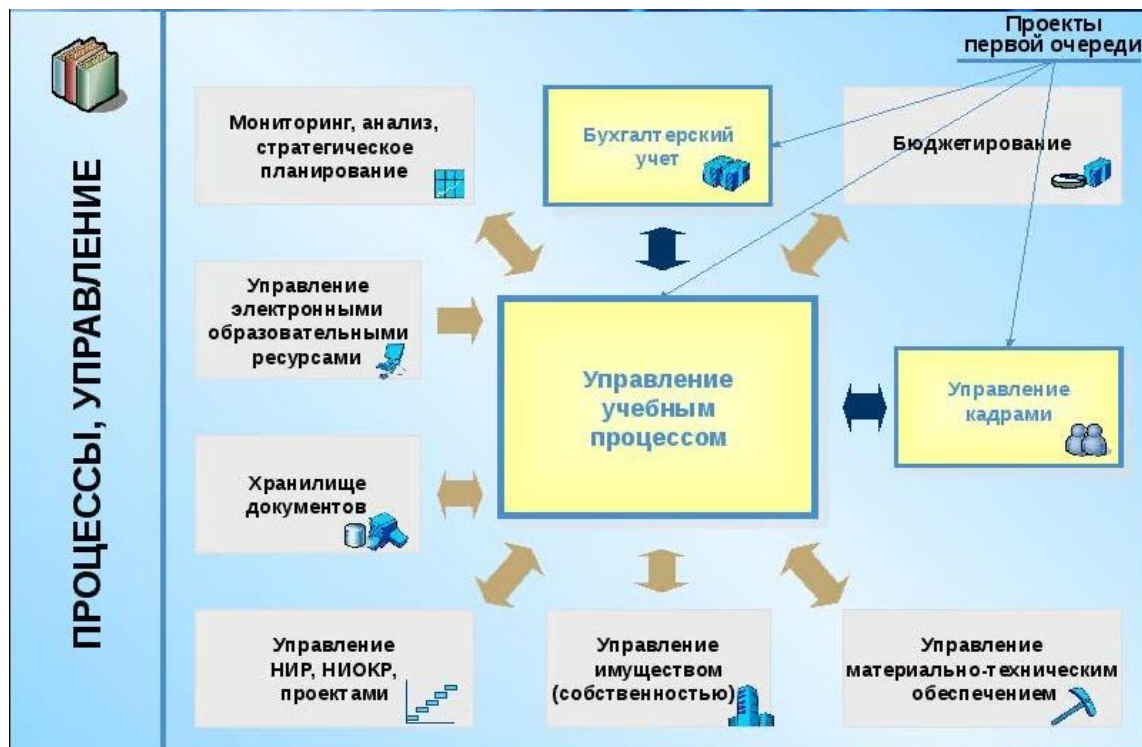 ПРОЦЕССЫ, УПРАВЛЕНИЕ
Проекты
первой очереди
Мониторинг, анализ,
стратегическое
планирование
Бухгалтерский
учет
Бюджетирование
Управление
электронными
образовательными
ресурсами
Управление
учебным
процессом
Управление
кадрами
Хранилище
документов
Управление
НИР, НИОКР,
проектами
Управление
имуществом
(собственностью)
Управление
материально-техническим
обеспечением